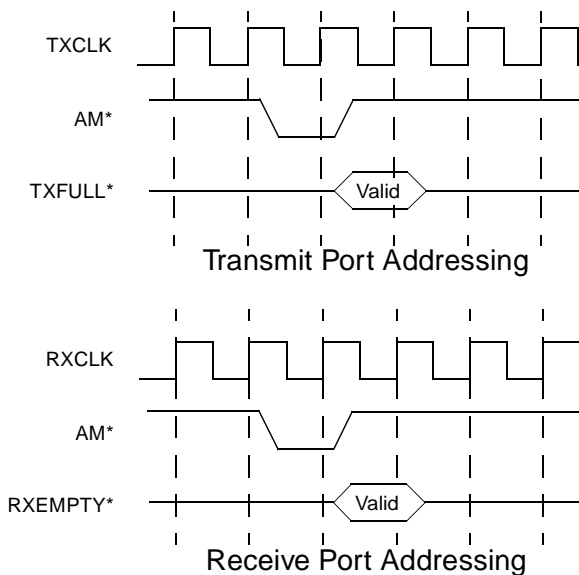 TXCLK
AM*
TXFULL*
Valid
Transmit Port Addressing
RXCLK
AM*
RXEMPTY*
Valid
Receive Port Addressing